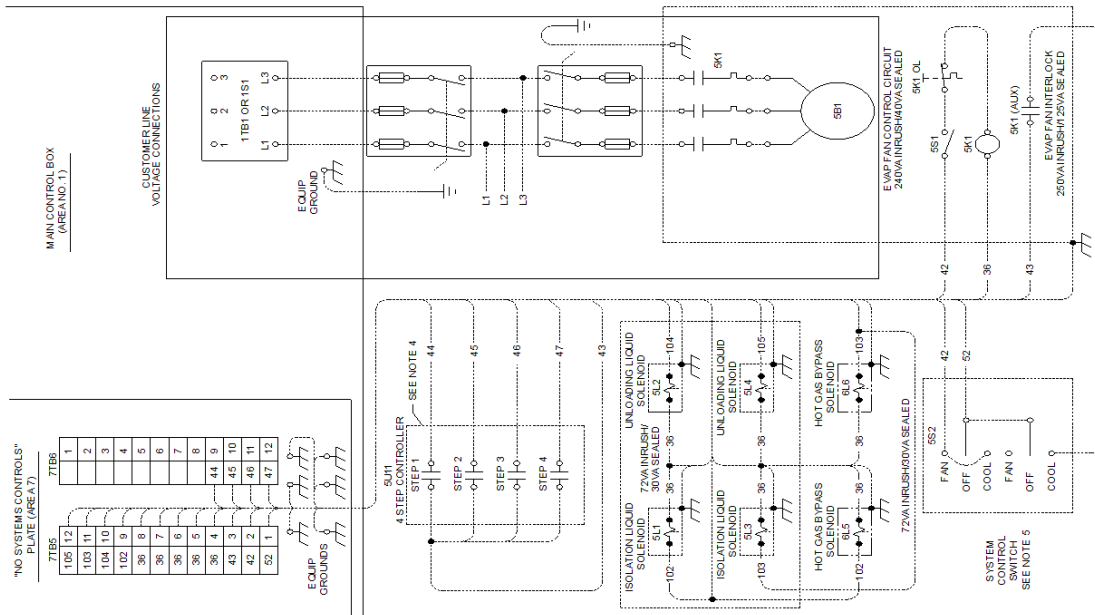 MAIN CONTROL BOX
(AREA NO. 1)
CUSTOMER LINE
VOLTAGE CONNECTIONS
1TB1 OR 1S1
3
2
1
L3
L2
L1
EQUIP
GROUND
L1
L2
L3
5K1
5B1
EVAP FAN CONTROL CIRCUIT
240VA INRUSH/40VA SEALED
5K1 OL
5S1
5K1
5K1 (AUX)
EVAP FAN INTERLOCK
250VA INRUSH/125VA SEALED
42
36
43
"NO SYSTEMS CONTROLS"
PLATE (AREA 7)
7TB6
1
2
3
4
5
6
7
8
9
44
10
45
11
46
12
47
7TB5
105
12
103
11
104
10
102
9
36
8
36
7
36
6
36
5
36
4
43
3
42
2
52
1
EQUIP
GROUNDS
SEE NOTE 4
5U11
4 STEP CONTROLLER
STEP 1
STEP 2
STEP 3
STEP 4
44
45
46
47
43
UNLOADING LIQUID
SOLENOID
5L2
104
36
72VA INRUSH/
30VA SEALED
UNLOADING LIQUID
SOLENOID
5L4
105
36
HOT GAS BYPASS
SOLENOID
6L6
103
36
ISOLATION LIQUID
SOLENOID
5L1
102
36
ISOLATION LIQUID
SOLENOID
5L3
103
36
HOT GAS BYPASS
SOLENOID
6L5
102
36
72VA INRUSH/30VA SEALED
42
52
5S2
FAN
OFF
COOL
FAN
OFF
COOL
SYSTEM
CONTROL
SWITCH
SEE NOTE 5